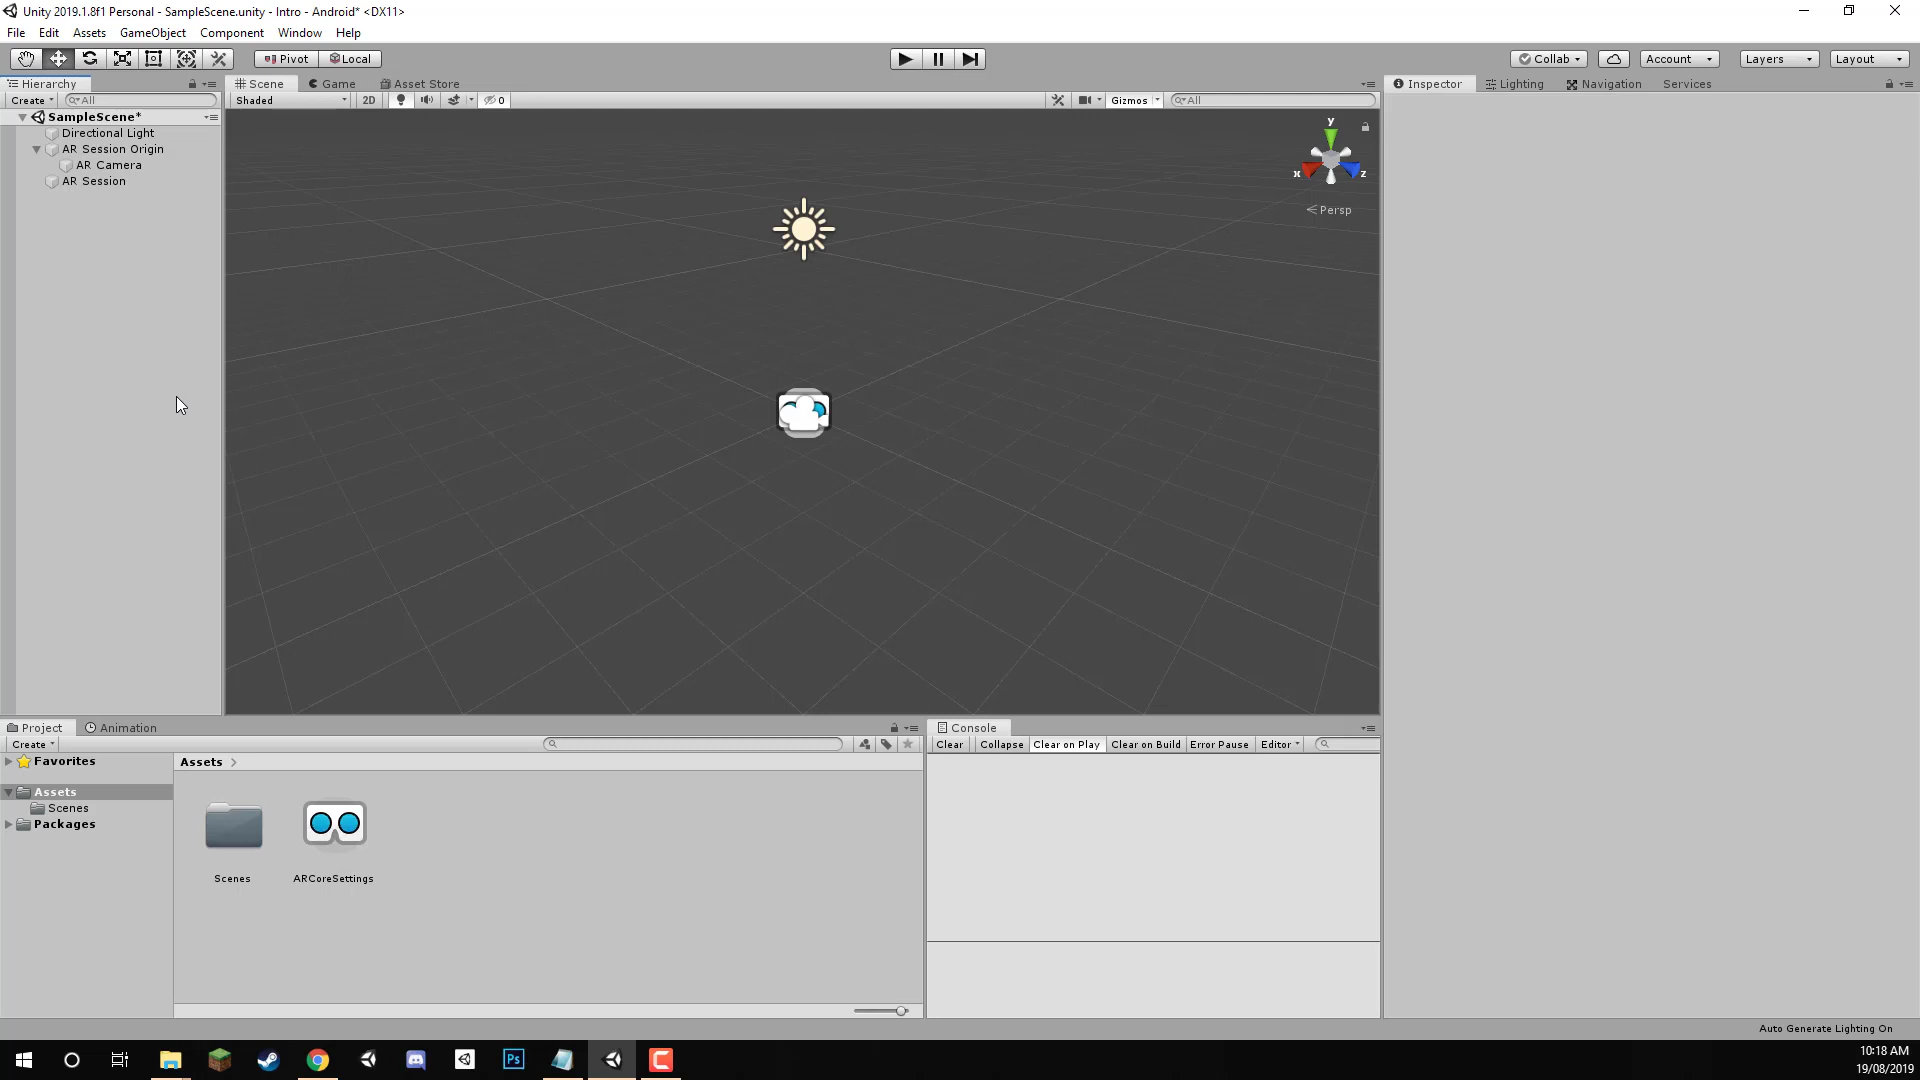 Unity 2019.1.8f1 Personal - SampleScene.unity - Intro - Android* <DX11>
File Edit Assets GameObject Component Window Help
Pivot Local Collab Account Layers Layout
Hierarchy Scene Game Asset Store Inspector Lighting Navigation Services
Create All Shaded 2D 0 Gizmos All
SampleScene*
y
Directional Light
AR Session Origin
AR Camera
x z
AR Session
Persp
Project Animation Console
Create Clear Collapse Clear on Play Clear on Build Error Pause Editor
Favorites Assets
Assets
Scenes
Packages
Ps
Scenes ARCoreSettings
Auto Generate Lighting On
10:18 AM
19/08/2019